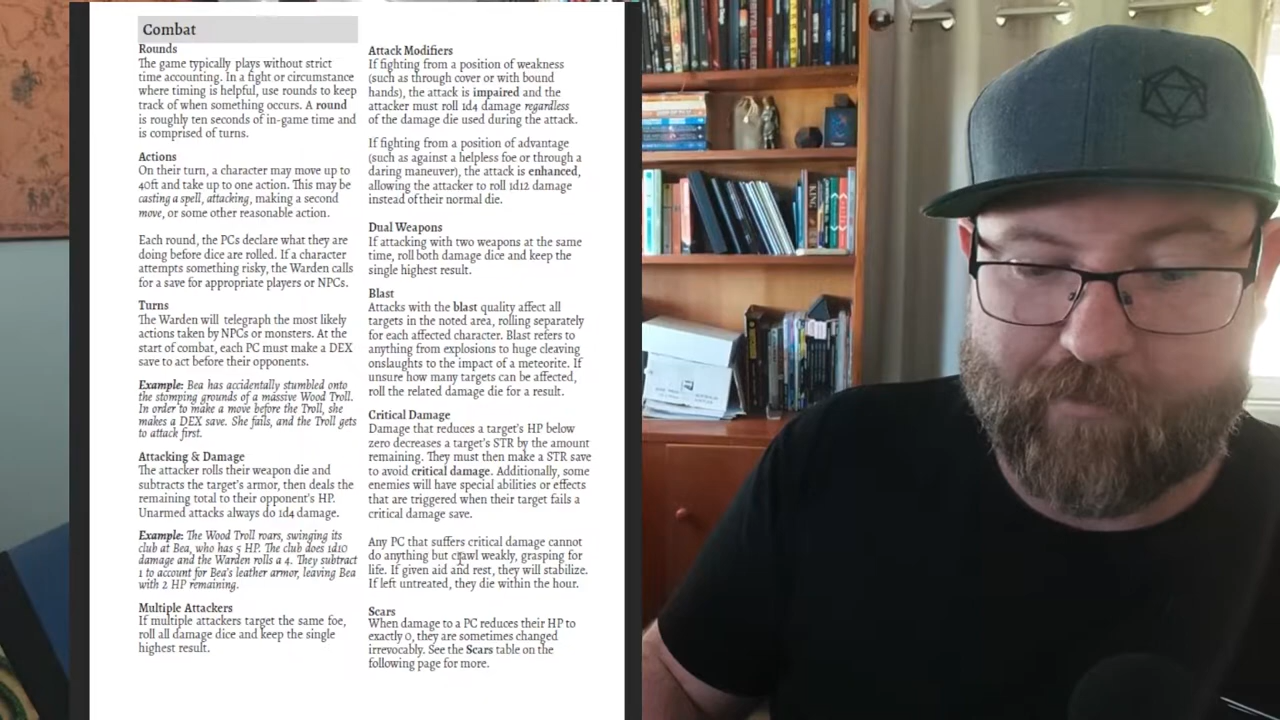 Combat
Rounds
The game typically plays without strict
time accounting. In a fight or circumstance
where timing is helpful, use rounds to keep
track of when something occurs. A round
is roughly ten seconds of in-game time and
is comprised of turns.
Actions
On their turn, a character may move up to
40ft and take up to one action. This may be
casting a spell, attacking, making a second
move, or some other reasonable action.
Each round, the PCs declare what they are
doing before dice are rolled. If a character
attempts something risky, the Warden calls
for a save for appropriate players or NPCs.
Turns
The Warden will telegraph the most likely
actions taken by NPCs or monsters. At the
start of combat, each PC must make a DEX
save to act before their opponents.
Example: Bea has accidentally stumbled onto
the stomping grounds of a massive Wood Troll.
In order to make a move before the Troll, she
makes a DEX save. She fails, and the Troll gets
to attack first.
Attacking & Damage
The attacker rolls their weapon die and
subtracts the target's armor, then deals the
remaining total to their opponent's HP.
Unarmed attacks always do 1d4 damage.
Example: The Wood Troll roars, swinging its
club at Bea, who has 5 HP. The club does 1d10
damage and the Warden rolls a 4. They subtract
1 to account for Bea's leather armor, leaving Bea
with 2 HP remaining.
Multiple Attackers
If multiple attackers target the same foe,
roll all damage dice and keep the single
highest result.
Attack Modifiers
If fighting from a position of weakness
(such as through cover or with bound
hands), the attack is impaired and the
attacker must roll 1d4 damage regardless
of the damage die used during the attack.
If fighting from a position of advantage
(such as against a helpless foe or through a
daring maneuver), the attack is enhanced,
allowing the attacker to roll 1d12 damage
instead of their normal die.
Dual Weapons
If attacking with two weapons at the same
time, roll both damage dice and keep the
single highest result.
Blast
Attacks with the blast quality affect all
targets in the noted area, rolling separately
for each affected character. Blast refers to
anything from explosions to huge cleaving
onslaughts to the impact of a meteorite. If
unsure how many targets can be affected,
roll the related damage die for a result.
Critical Damage
Damage that reduces a target's HP below
zero decreases a target's STR by the amount
remaining. They must then make a STR save
to avoid critical damage. Additionally, some
enemies will have special abilities or effects
that are triggered when their target fails a
critical damage save.
Any PC that suffers critical damage cannot
do anything but crawl weakly, grasping for
life. If given aid and rest, they will stabilize.
If left untreated, they die within the hour.
Scars
When damage to a PC reduces their HP to
exactly 0, they are sometimes changed
irrevocably. See the Scars table on the
following page for more.
KING